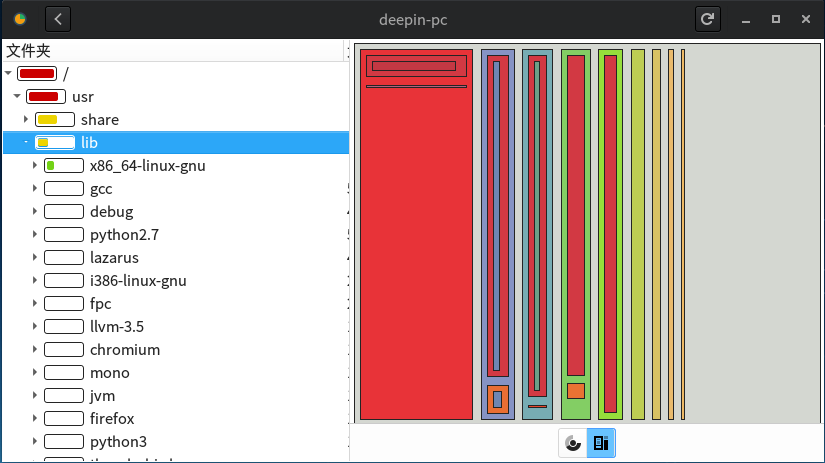 deepin-pc
文件夹
/
usr
share
lib
x86_64-linux-gnu
gcc
debug
python2.7
lazarus
i386-linux-gnu
fpc
llvm-3.5
chromium
mono
jvm
firefox
python3